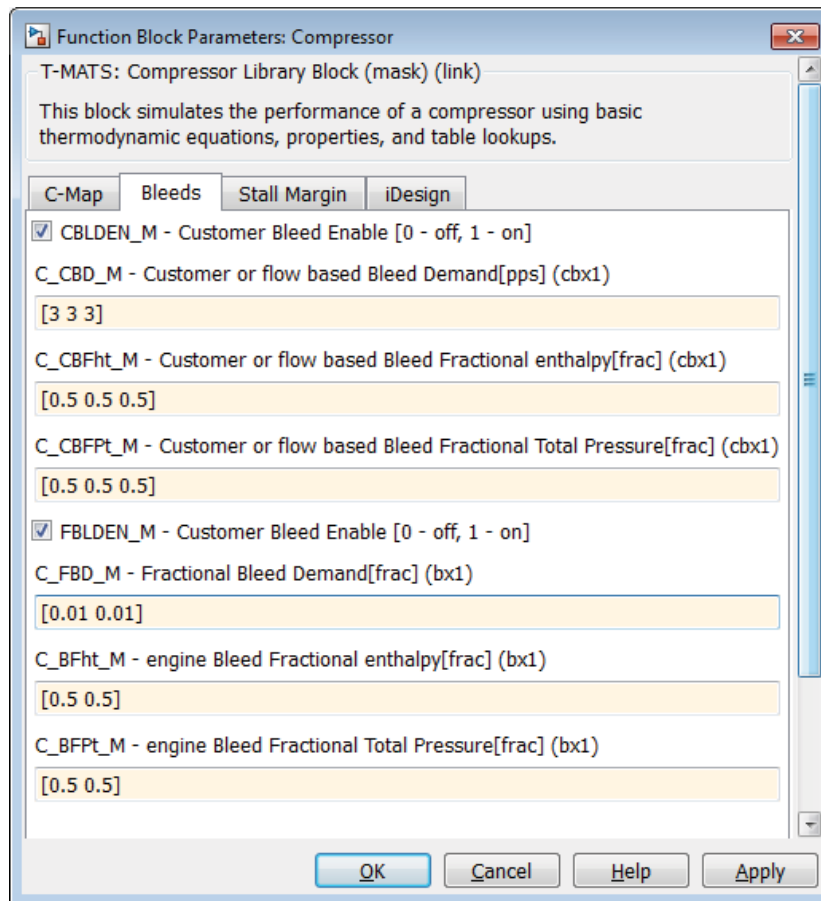 Function Block Parameters: Compressor
T-MATS: Compressor Library Block (mask) (link)
This block simulates the performance of a compressor using basic
thermodynamic equations, properties, and table lookups.
C-Map Bleeds Stall Margin iDesign
CBLDEN_M - Customer Bleed Enable [0 - off, 1 - on]
C_CBD_M - Customer or flow based Bleed Demand[pps] (cbx1)
[3 3 3]
C_CBFht_M - Customer or flow based Bleed Fractional enthalpy[frac] (cbx1)
[0.5 0.5 0.5]
C_CBFPt_M - Customer or flow based Bleed Fractional Total Pressure[frac] (cbx1)
[0.5 0.5 0.5]
FBLDEN_M - Customer Bleed Enable [0 - off, 1 - on]
C_FBD_M - Fractional Bleed Demand[frac] (bx1)
[0.01 0.01]
C_BFht_M - engine Bleed Fractional enthalpy[frac] (bx1)
[0.5 0.5]
C_BFPt_M - engine Bleed Fractional Total Pressure[frac] (bx1)
[0.5 0.5]
OK Cancel Help Apply